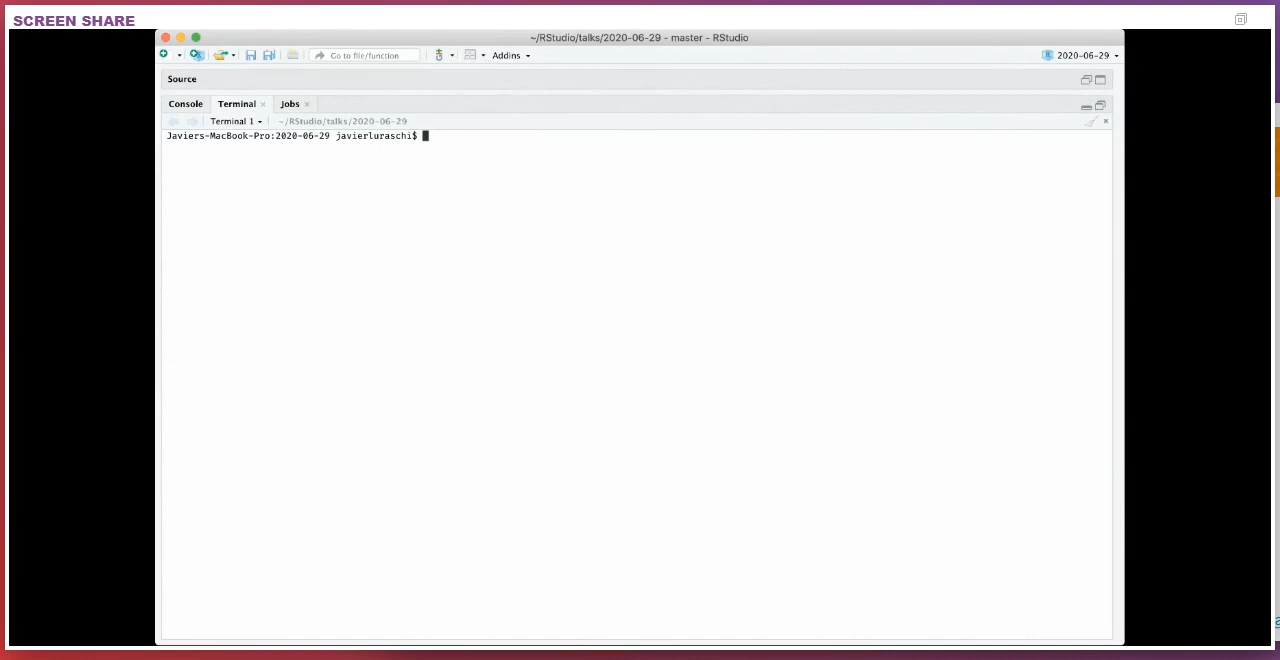 SCREEN SHARE
~/RStudio/talks/2020-06-29 - master - RStudio
Go to file/function
Addins
2020-06-29
Source
Console Terminal Jobs
Terminal 1 ~/RStudio/talks/2020-06-29
Javiers-MacBook-Pro:2020-06-29 javierluraschi$